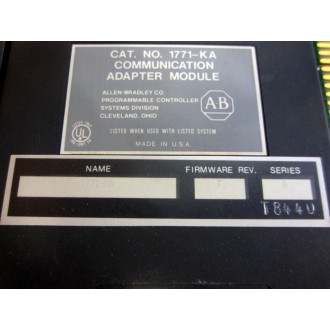 CAT. NO. 1771-KA
COMMUNICATION
ADAPTER MODULE
ALLEN-BRADLEY CO.
PROGRAMMABLE CONTROLLER
SYSTEMS DIVISION
CLEVELAND, OHIO
A-B
UL
LISTED WHEN USED WITH LISTED SYSTEM
MADE IN U.S.A.
NAME FIRMWARE REV. SERIES
T844U